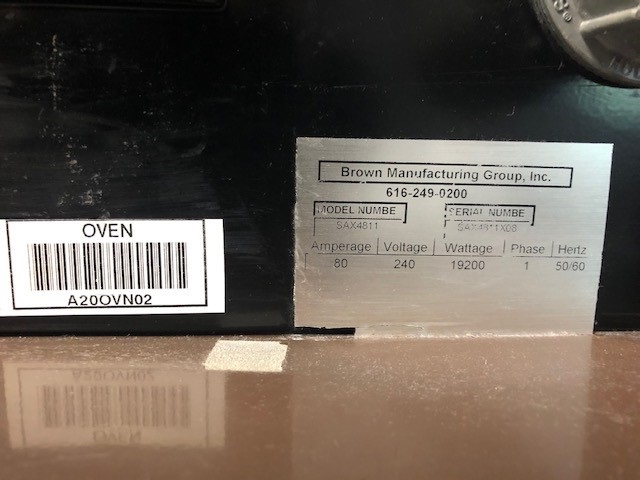 OVEN
A20OVN02
Brown Manufacturing Group, Inc.
616-249-0200
MODEL NUMBE SERIAL NUMBE
SAX4811
Amperage Voltage Wattage Phase Hertz
80 240 19200 1 50/60